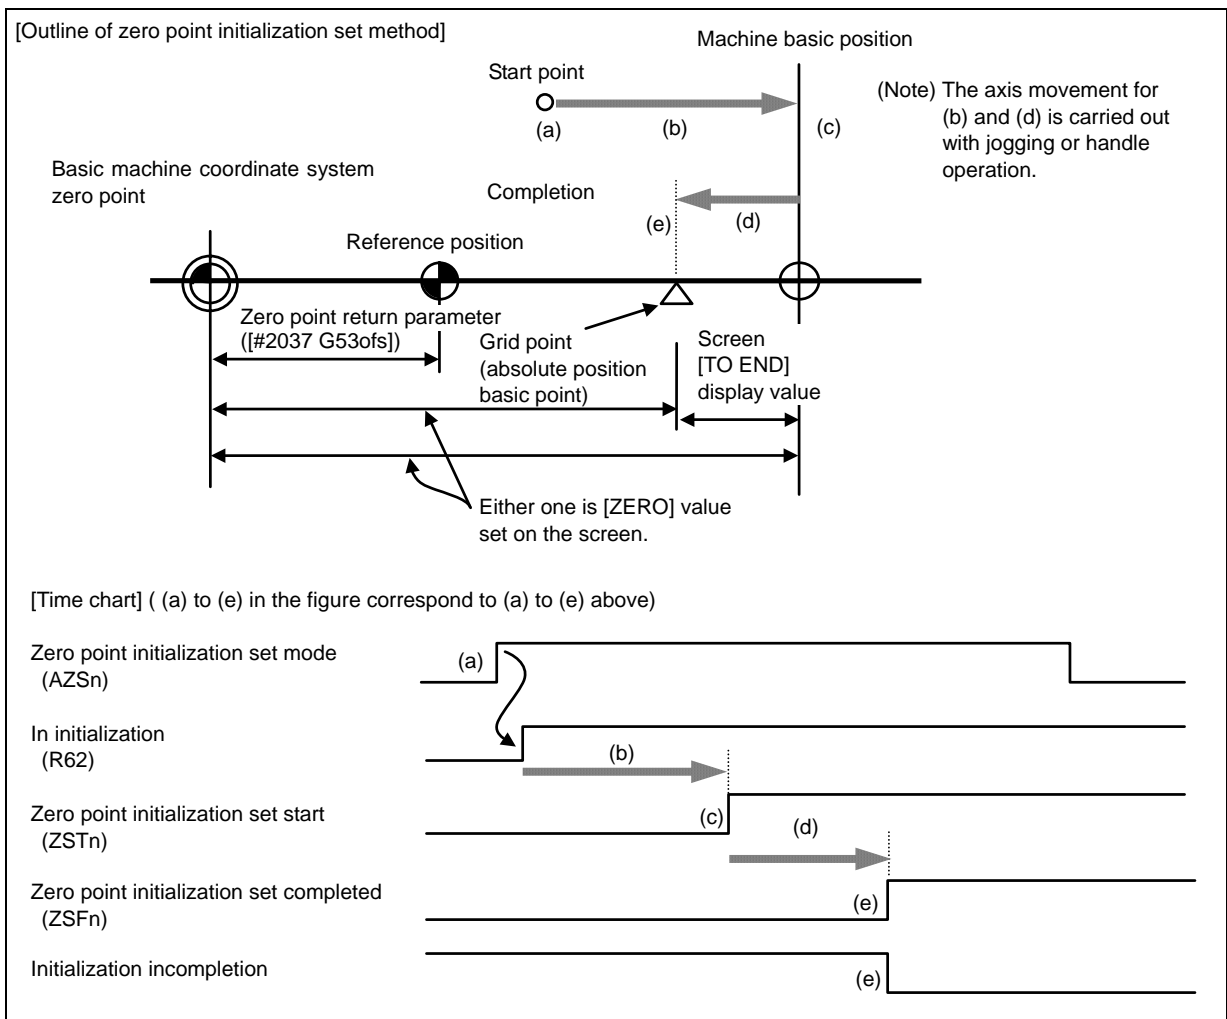 [Outline of zero point initialization set method]
Machine basic position
Start point
(Note) The axis movement for
(b) and (d) is carried out
with jogging or handle
operation.
(a)
(b)
(c)
Basic machine coordinate system
zero point
Completion
(e)
(d)
Reference position
Zero point return parameter
([#2037 G53ofs])
Grid point
(absolute position
basic point)
Screen
[TO END]
display value
Either one is [ZERO] value
set on the screen.
[Time chart] ( (a) to (e) in the figure correspond to (a) to (e) above)
Zero point initialization set mode
(AZSn)
(a)
In initialization
(R62)
(b)
Zero point initialization set start
(ZSTn)
(c)
(d)
Zero point initialization set completed
(ZSFn)
(e)
Initialization incompletion
(e)